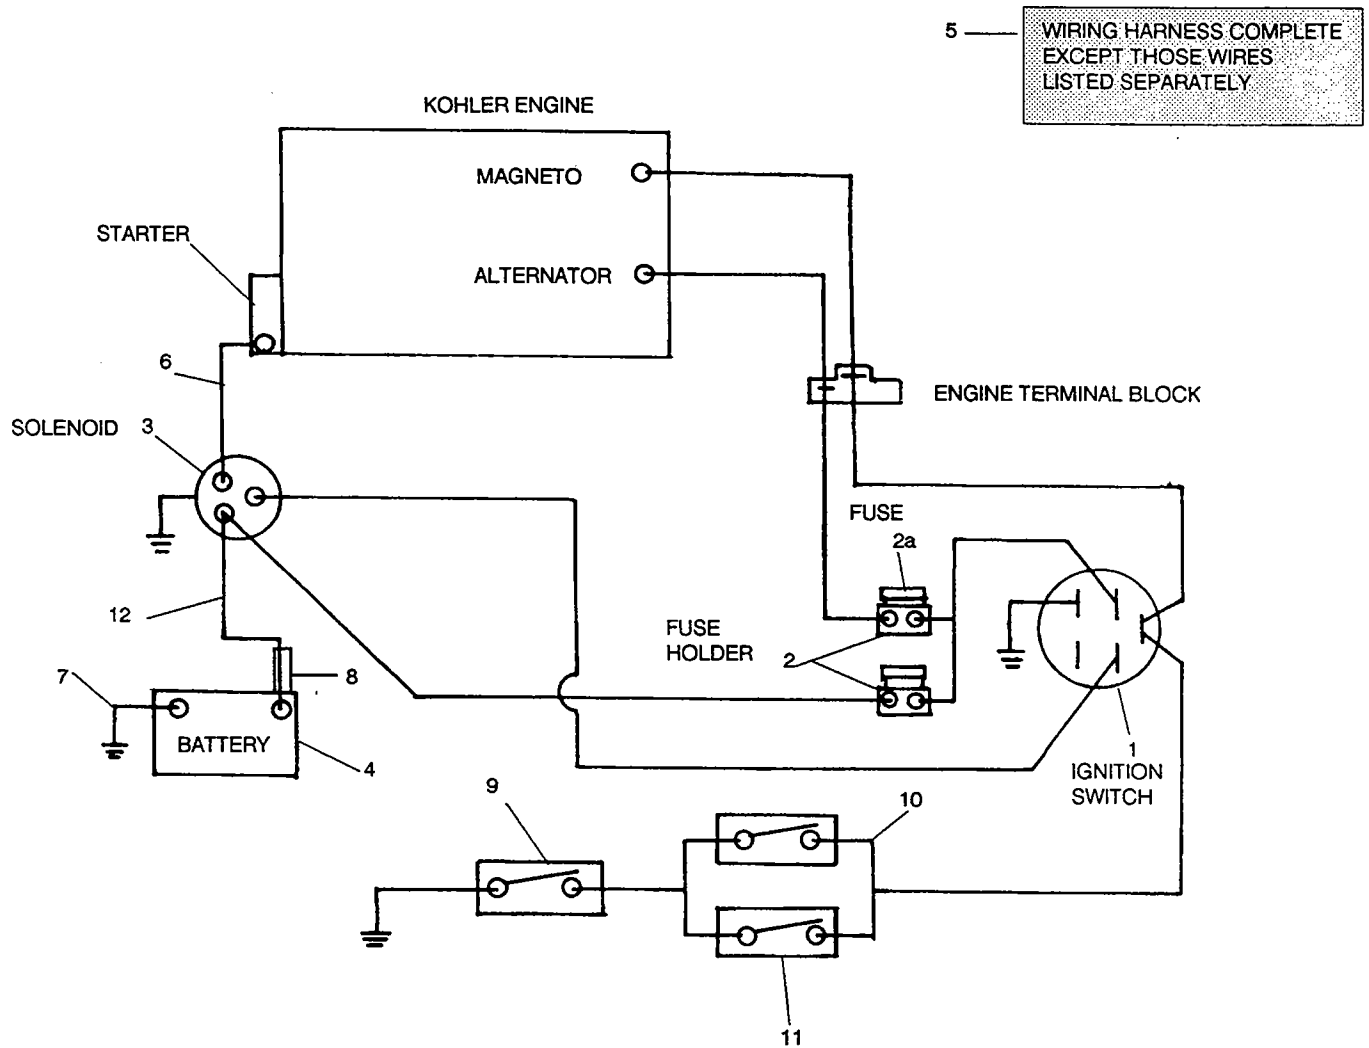 5
WIRING HARNESS COMPLETE
EXCEPT THOSE WIRES
LISTED SEPARATELY
KOHLER ENGINE
MAGNETO
STARTER
ALTERNATOR
6
ENGINE TERMINAL BLOCK
SOLENOID 3
FUSE
2a
12
FUSE
HOLDER
2
7
8
BATTERY
4
1
IGNITION
SWITCH
9
10
11